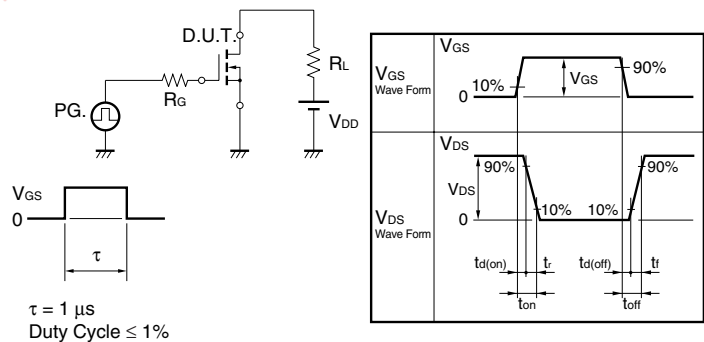 D.U.T.
RL
RG
PG.
VDD
VGS
0
τ
τ = 1 μs
Duty Cycle ≤ 1%
VGS
Wave Form
VGS
10%
VGS
90%
0
VDS
Wave Form
VDS
VDS
90%
90%
10%
10%
0
td(on)
tr
td(off)
tf
ton
toff